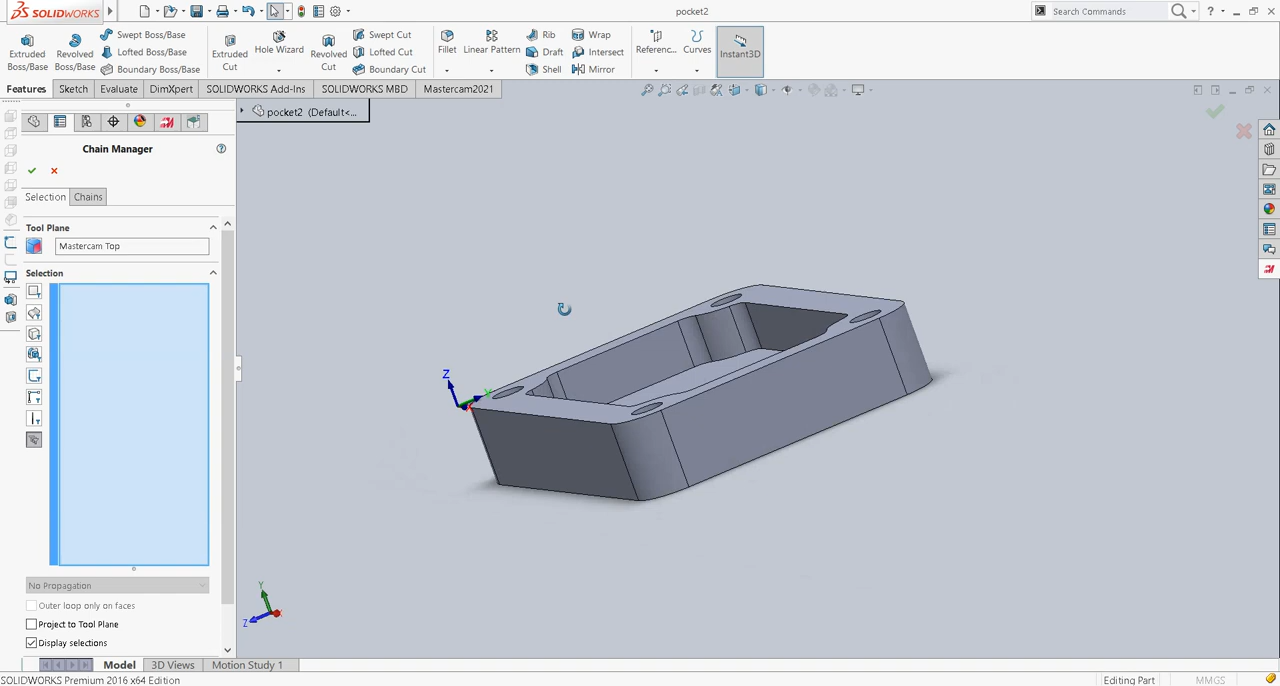 SOLIDWORKS
pocket2
Search Commands
?
Extruded Boss/Base
Revolved Boss/Base
Swept Boss/Base
Lofted Boss/Base
Boundary Boss/Base
Extruded Cut
Hole Wizard
Revolved Cut
Swept Cut
Lofted Cut
Boundary Cut
Fillet
Linear Pattern
Rib
Draft
Shell
Wrap
Intersect
Mirror
Referenc...
Curves
Instant3D
Features
Sketch
Evaluate
DimXpert
SOLIDWORKS Add-Ins
SOLIDWORKS MBD
Mastercam2021
pocket2 (Default<...
Chain Manager
?
Selection
Chains
Tool Plane
Mastercam Top
Selection
No Propagation
Outer loop only on faces
Project to Tool Plane
Display selections
Z
Y
X
Y
Z
X
Model
3D Views
Motion Study 1
SOLIDWORKS Premium 2016 x64 Edition
Editing Part
MMGS